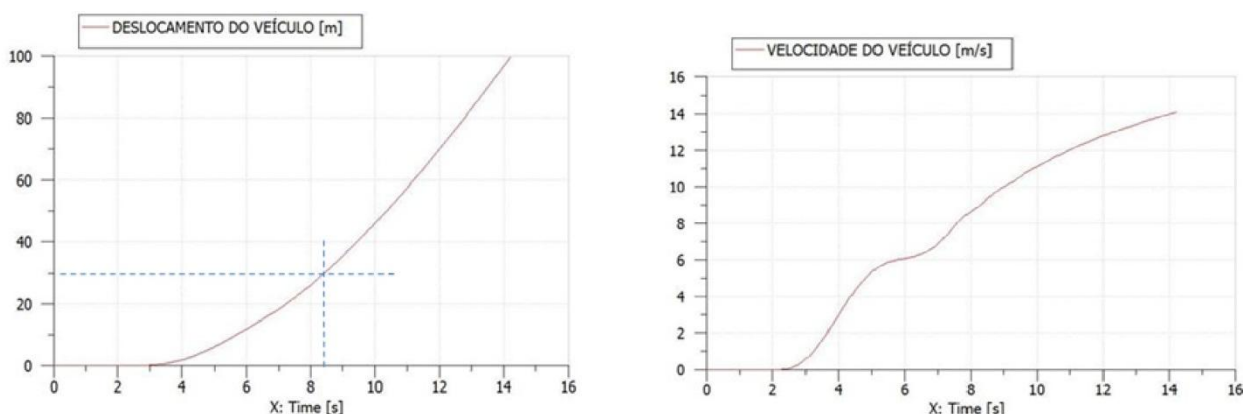 DESLOCAMENTO DO VEÍCULO [m]
100
80
60
40
20
0
0 2 4 6 8 10 12 14 16
X: Time [s]
VELOCIDADE DO VEÍCULO [m/s]
16
14
12
10
8
6
4
2
0
0 2 4 6 8 10 12 14 16
X: Time [s]